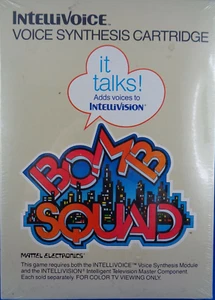 INTELLIVOICE™
VOICE SYNTHESIS CARTRIDGE
it
talks!
Adds voices to
INTELLIVISION®
BOMB
SQUAD
MATTEL ELECTRONICS®
This game requires both the INTELLIVOICE™ Voice Synthesis Module
and the INTELLIVISION® Intelligent Television Master Component.
Each sold separately. FOR COLOR TV VIEWING ONLY.